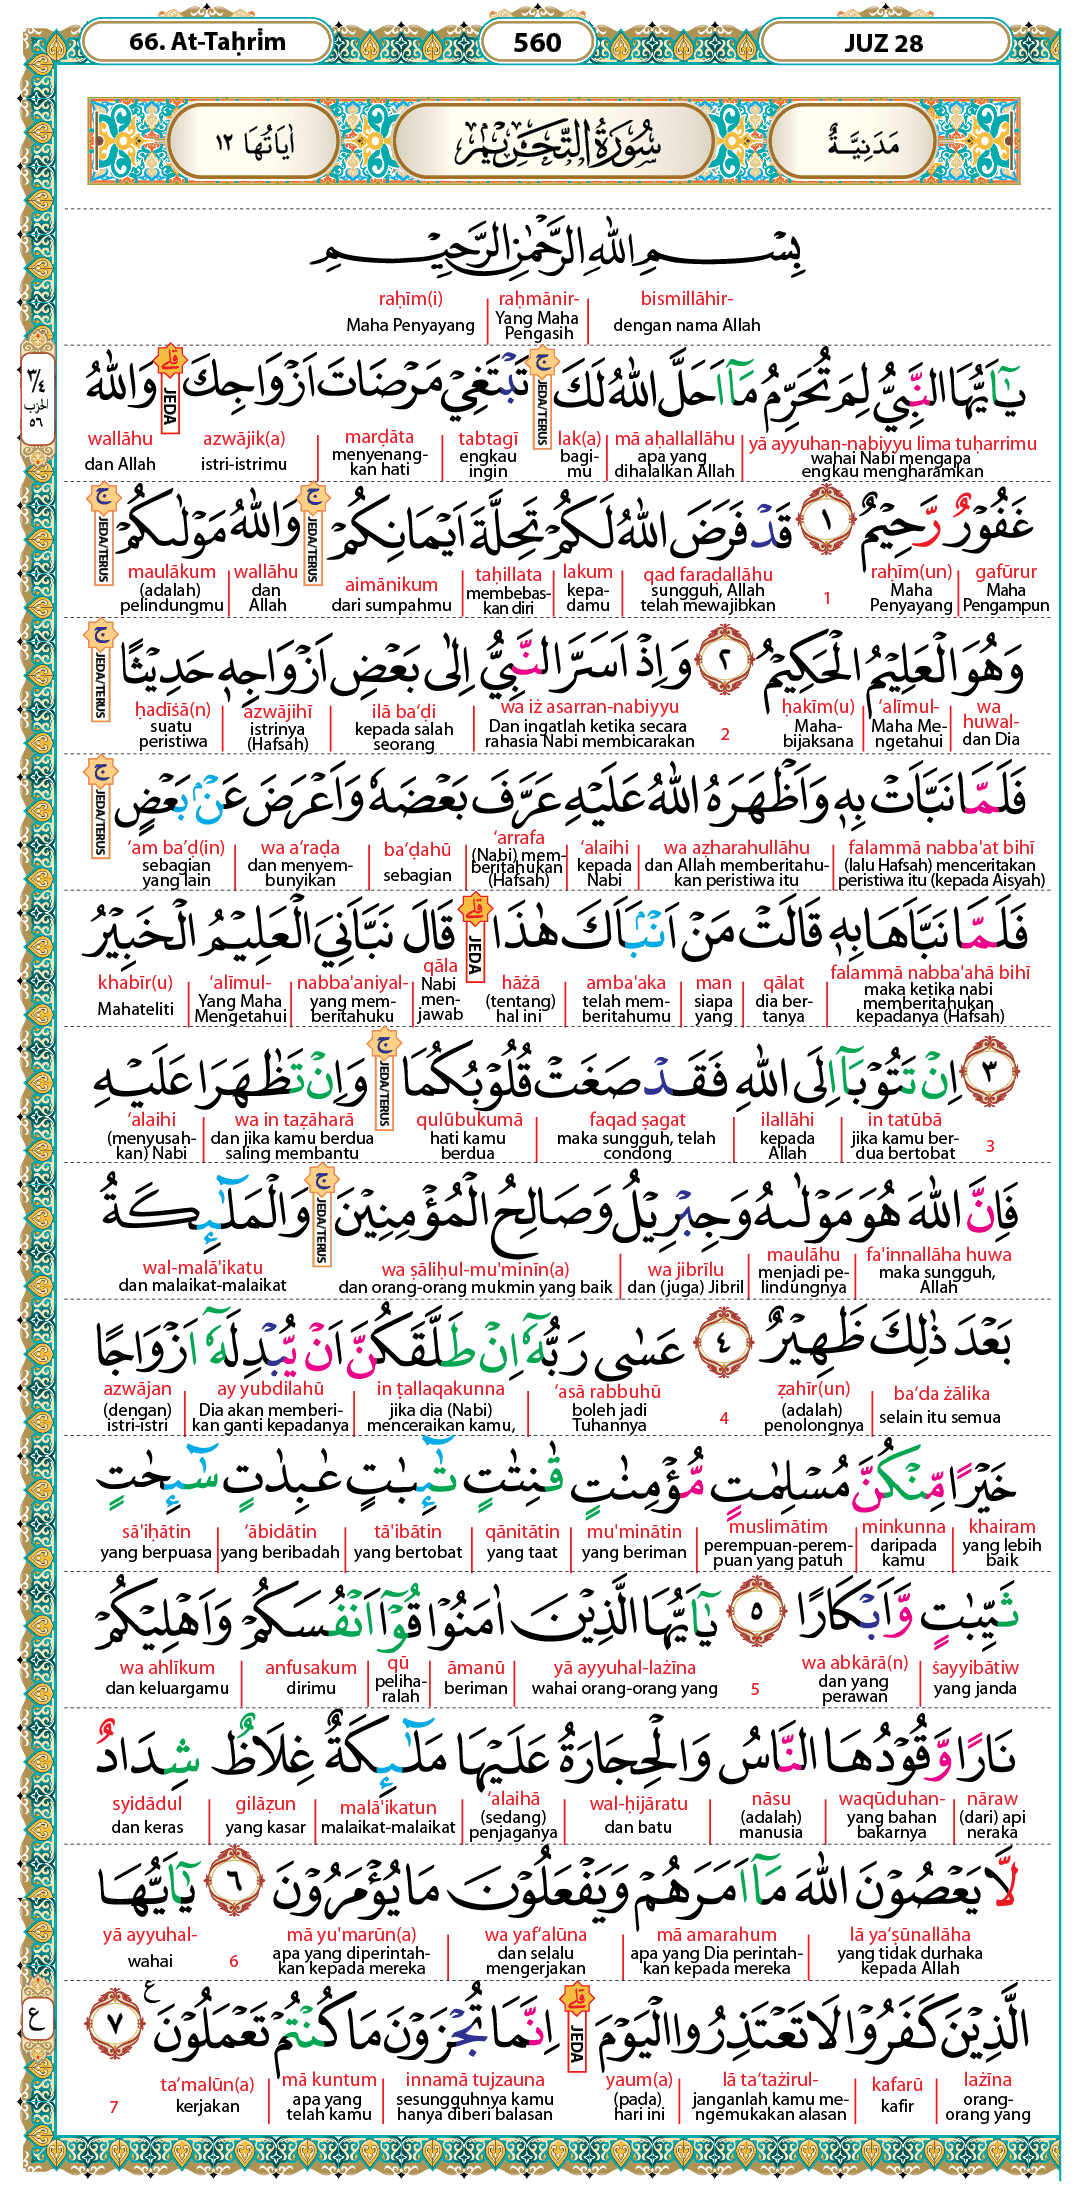 66. At-Taḥrīm
560
JUZ 28
مَدَنِيَّةٌ
سُوْرَةُ التَّحْرِيْمِ
اٰيَاتُهَا ١٢
بِسْمِ اللّٰهِ الرَّحْمٰنِ الرَّحِيْمِ
bismillāhir- raḥmānir- raḥīm(i)
dengan nama Allah Yang Maha Pengasih Maha Penyayang
٣/٤ الحزب ٥٦
يٰٓاَيُّهَا النَّبِيُّ لِمَ تُحَرِّمُ مَآ اَحَلَّ اللّٰهُ لَكَ ۚ JEDA/TERUS تَبْتَغِيْ مَرْضَاتَ اَزْوَاجِكَ ۗ JEDA وَاللّٰهُ
yā ayyuhan-nabiyyu lima tuḥarrimu mā aḥallallāhu lak(a) tabtagī marḍāta azwājik(a) wallāhu
wahai Nabi mengapa engkau mengharamkan apa yang dihalalkan Allah bagi-mu engkau ingin menyenang-kan hati istri-istrimu dan Allah
غَفُوْرٌ رَّحِيْمٌ ١ قَدْ فَرَضَ اللّٰهُ لَكُمْ تَحِلَّةَ اَيْمَانِكُمْ ۚ JEDA/TERUS وَاللّٰهُ مَوْلٰىكُمْ ۚ JEDA/TERUS
gafūrur raḥīm(un) 1 qad faraḍallāhu lakum taḥillata aimānikum wallāhu maulākum
Maha Pengampun Maha Penyayang sungguh, Allah telah mewajibkan kepa-damu membebas-kan diri dari sumpahmu dan Allah (adalah) pelindungmu
وَهُوَ الْعَلِيْمُ الْحَكِيْمُ ٢ وَاِذْ اَسَرَّ النَّبِيُّ اِلٰى بَعْضِ اَزْوَاجِهٖ حَدِيْثًا ۚ JEDA/TERUS
wa huwal- ‘alīmul- ḥakīm(u) 2 wa iż asarran-nabiyyu ilā ba‘ḍi azwājihī ḥadīṡā(n)
dan Dia Maha Me-ngetahui Maha-bijaksana Dan ingatlah ketika secara rahasia Nabi membicarakan kepada salah seorang istrinya (Hafsah) suatu peristiwa
فَلَمَّا نَبَّاَتْ بِهٖ وَاَظْهَرَهُ اللّٰهُ عَلَيْهِ عَرَّفَ بَعْضَهٗ وَاَعْرَضَ عَنْۢ بَعْضٍ ۚ JEDA/TERUS
falammā nabba'at bihī wa aẓharahullāhu ‘alaihi ‘arrafa ba‘ḍahū wa a‘raḍa ‘am ba‘ḍ(in)
(lalu Hafsah) menceritakan peristiwa itu (kepada Aisyah) dan Allah memberitahu-kan peristiwa itu kepada Nabi (Nabi) mem-beritahukan (Hafsah) sebagian dan menyem-bunyikan sebagian yang lain
فَلَمَّا نَبَّاَهَا بِهٖ قَالَتْ مَنْ اَنْۢبَاَكَ هٰذَا ۗ JEDA قَالَ نَبَّاَنِيَ الْعَلِيْمُ الْخَبِيْرُ
falammā nabba'ahā bihī qālat man amba'aka hāżā qāla nabba'aniyal- ‘alīmul- khabīr(u)
maka ketika nabi memberitahukan kepadanya (Hafsah) dia ber-tanya siapa yang telah mem-beritahumu (tentang) hal ini Nabi men-jawab yang mem-beritahuku Yang Maha Mengetahui Mahateliti
٣ اِنْ تَتُوْبَآ اِلَى اللّٰهِ فَقَدْ صَغَتْ قُلُوْبُكُمَا ۚ JEDA/TERUS وَاِنْ تَظٰهَرَا عَلَيْهِ
3 in tatūbā ilallāhi faqad ṣagat qulūbukumā wa in taẓāharā ‘alaihi
jika kamu ber-dua bertobat kepada Allah maka sungguh, telah condong hati kamu berdua dan jika kamu berdua saling membantu (menyusah-kan) Nabi
فَاِنَّ اللّٰهَ هُوَ مَوْلٰىهُ وَجِبْرِيْلُ وَصَالِحُ الْمُؤْمِنِيْنَ ۚ JEDA/TERUS وَالْمَلٰۤىِٕكَةُ
fa'innallāha huwa maulāhu wa jibrīlu wa ṣāliḥul-mu'minīn(a) wal-malā'ikatu
maka sungguh, Allah menjadi pe-lindungnya dan (juga) Jibril dan orang-orang mukmin yang baik dan malaikat-malaikat
بَعْدَ ذٰلِكَ ظَهِيْرٌ ٤ عَسٰى رَبُّهٗٓ اِنْ طَلَّقَكُنَّ اَنْ يُّبْدِلَهٗٓ اَزْوَاجًا
ba‘da żālika ẓahīr(un) 4 ‘asā rabbuhū in ṭallaqakunna ay yubdilahū azwājan
selain itu semua (adalah) penolongnya boleh jadi Tuhannya jika dia (Nabi) menceraikan kamu, Dia akan memberi-kan ganti kepadanya (dengan) istri-istri
خَيْرًا مِّنْكُنَّ مُسْلِمٰتٍ مُّؤْمِنٰتٍ قٰنِتٰتٍ تٰۤىِٕبٰتٍ عٰبِدٰتٍ سٰۤىِٕحٰتٍ
khairam minkunna muslimātim mu'minātin qānitātin tā'ibātin ‘ābidātin sā'iḥātin
yang lebih baik daripada kamu perempuan-perem-puan yang patuh yang beriman yang taat yang bertobat yang beribadah yang berpuasa
ثَيِّبٰتٍ وَّاَبْكَارًا ٥ يٰٓاَيُّهَا الَّذِيْنَ اٰمَنُوْا قُوْٓا اَنْفُسَكُمْ وَاَهْلِيْكُمْ
ṡayyibātiw wa abkārā(n) 5 yā ayyuhal-lażīna āmanū qū anfusakum wa ahlīkum
yang janda dan yang perawan wahai orang-orang yang beriman peliha-ralah dirimu dan keluargamu
نَارًا وَّقُوْدُهَا النَّاسُ وَالْحِجَارَةُ عَلَيْهَا مَلٰۤىِٕكَةٌ غِلَاظٌ شِدَادٌ
nāraw waqūduhan- nāsu wal-ḥijāratu ‘alaihā malā'ikatun gilāẓun syidādul
(dari) api neraka yang bahan bakarnya (adalah) manusia dan batu (sedang) penjaganya malaikat-malaikat yang kasar dan keras
لَّا يَعْصُوْنَ اللّٰهَ مَآ اَمَرَهُمْ وَيَفْعَلُوْنَ مَا يُؤْمَرُوْنَ ٦ يٰٓاَيُّهَا
lā ya‘ṣūnallāha mā amarahum wa yaf‘alūna mā yu'marūn(a) 6 yā ayyuhal-
yang tidak durhaka kepada Allah apa yang Dia perintah-kan kepada mereka dan selalu mengerjakan apa yang diperintah-kan kepada mereka wahai
الَّذِيْنَ كَفَرُوْا لَا تَعْتَذِرُوا الْيَوْمَ ۗ JEDA اِنَّمَا تُجْزَوْنَ مَا كُنْتُمْ تَعْمَلُوْنَ ع ٧
ع
lażīna kafarū lā ta‘tażirul- yaum(a) innamā tujzauna mā kuntum ta‘malūn(a) 7
orang-orang yang kafir janganlah kamu me-ngemukakan alasan (pada) hari ini sesungguhnya kamu hanya diberi balasan apa yang telah kamu kerjakan